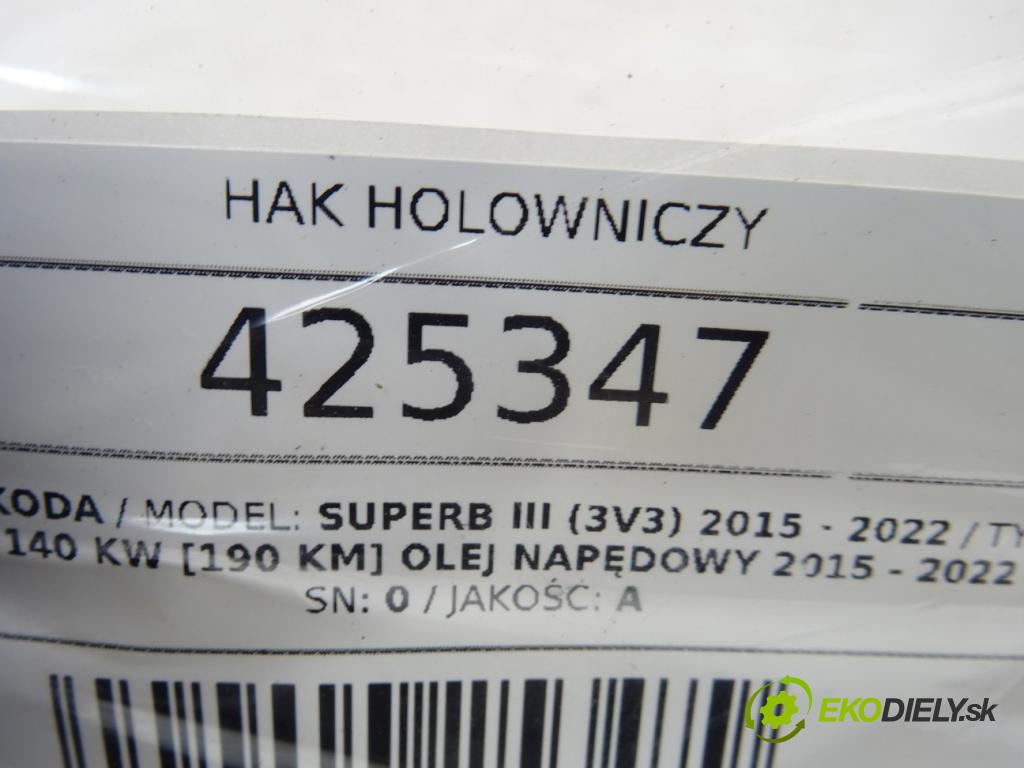 HAK HOLOWNICZY
425347
KODA / MODEL: SUPERB III (3V3) 2015 - 2022 / TY
140 KW [190 KM] OLEJ NAPĘDOWY 2015 - 2022
SN: 0 / JAKOŚĆ: A
EKODIELY.sk